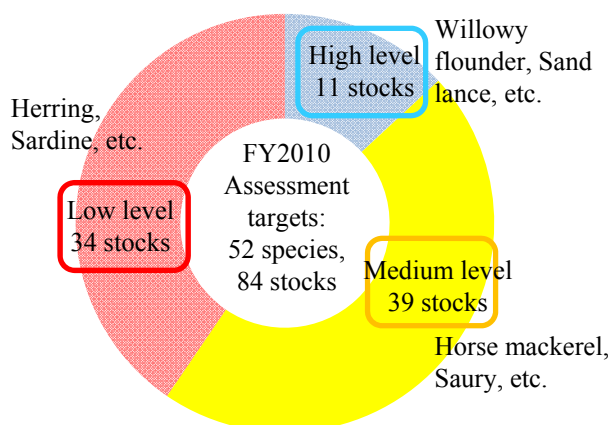 High level
11 stocks
Willowy
flounder, Sand
lance, etc.
Herring,
Sardine, etc.
FY2010
Assessment
targets:
52 species,
84 stocks
Low level
34 stocks
Medium level
39 stocks
Horse mackerel,
Saury, etc.